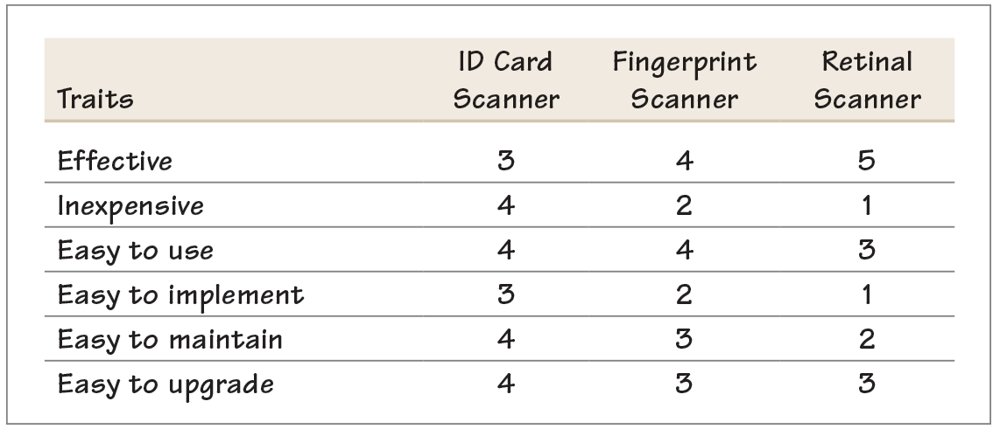 Traits ID Card Scanner Fingerprint Scanner Retinal Scanner
Effective 3 4 5
Inexpensive 4 2 1
Easy to use 4 4 3
Easy to implement 3 2 1
Easy to maintain 4 3 2
Easy to upgrade 4 3 3